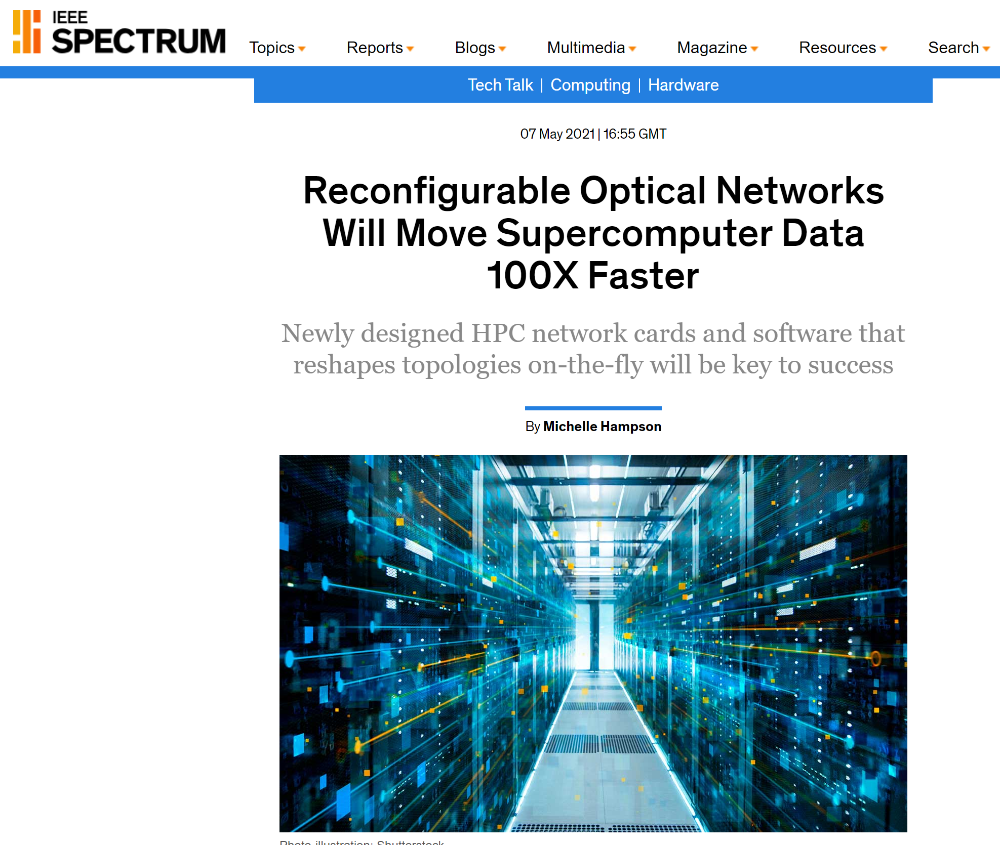 IEEE
SPECTRUM
Topics Reports Blogs Multimedia Magazine Resources Search
Tech Talk | Computing | Hardware
07 May 2021 | 16:55 GMT
Reconfigurable Optical Networks
Will Move Supercomputer Data
100X Faster
Newly designed HPC network cards and software that
reshapes topologies on-the-fly will be key to success
By Michelle Hampson
Photo-illustration: Shutterstock